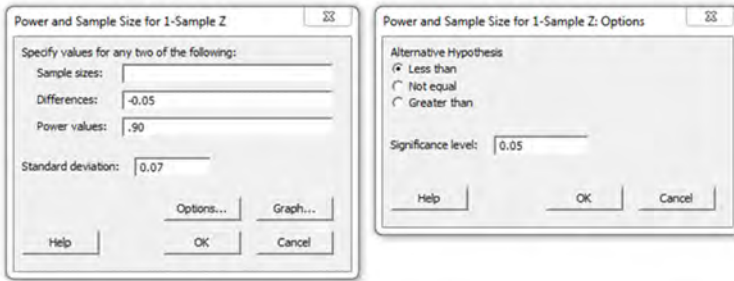 Power and Sample Size for 1-Sample Z
Specify values for any two of the following:
Sample sizes:
Differences: -0.05
Power values: .90
Standard deviation: 0.07
Options... Graph...
Help OK Cancel
Power and Sample Size for 1-Sample Z: Options
Alternative Hypothesis
Less than
Not equal
Greater than
Significance level: 0.05
Help OK Cancel